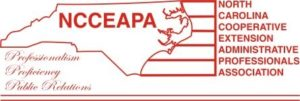 NCCEAPA
NORTH
CAROLINA
COOPERATIVE
EXTENSION
ADMINISTRATIVE
PROFESSIONALS
ASSOCIATION
Professionalism
Proficiency
Public Relations